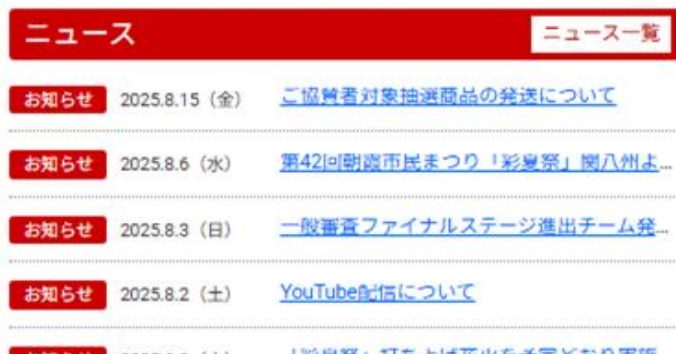 ニュース ニュース一覧
お知らせ 2025.8.15（金） ご協賛者対象抽選商品の発送について
お知らせ 2025.8.6（水） 第42回朝霞市民まつり「彩夏祭」関八州よ...
お知らせ 2025.8.3（日） 一般審査ファイナルステージ進出チーム発...
お知らせ 2025.8.2（土） YouTube配信について